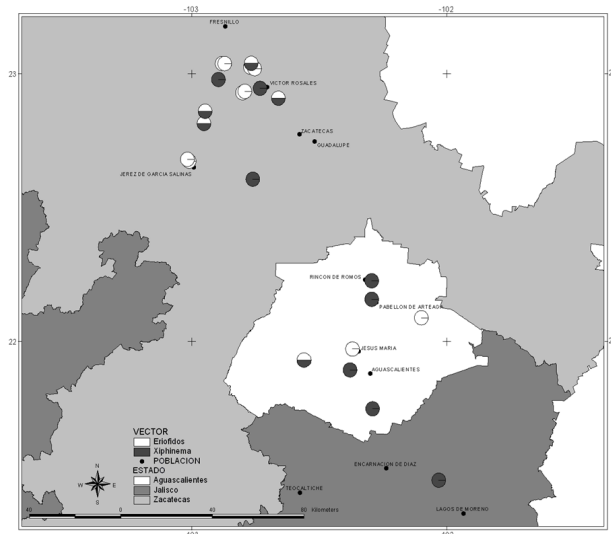 -103
-102
FRESNILLO
23
VICTOR ROSALES
ZACATECAS
GUADALUPE
JEREZ DE GARCIA SALINAS
RINCON DE ROMOS
PABELLON DE ARTEAGA
22
JESUS MARIA
AGUASCALIENTES
VECTOR
Eriofidos
Xiphinema
POBLACION
ESTADO
Aguascalientes
Jalisco
Zacatecas
N
W
E
S
ENCARNACION DE DIAZ
TEOCALTICHE
LAGOS DE MORENO
40
0
40
80 Kilometers